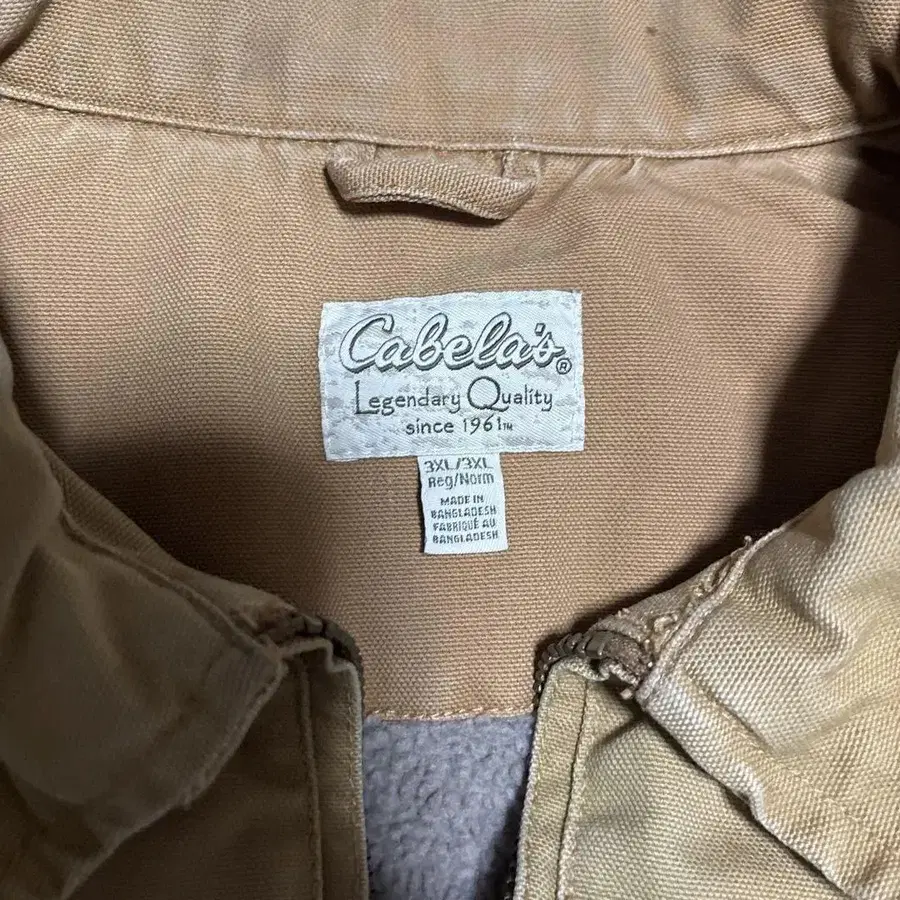 Cabela's®
Legendary Quality
since 1961™
3XL/3XL
Reg/Norm
MADE IN
BANGLADESH
FABRIQUÉ AU
BANGLADESH